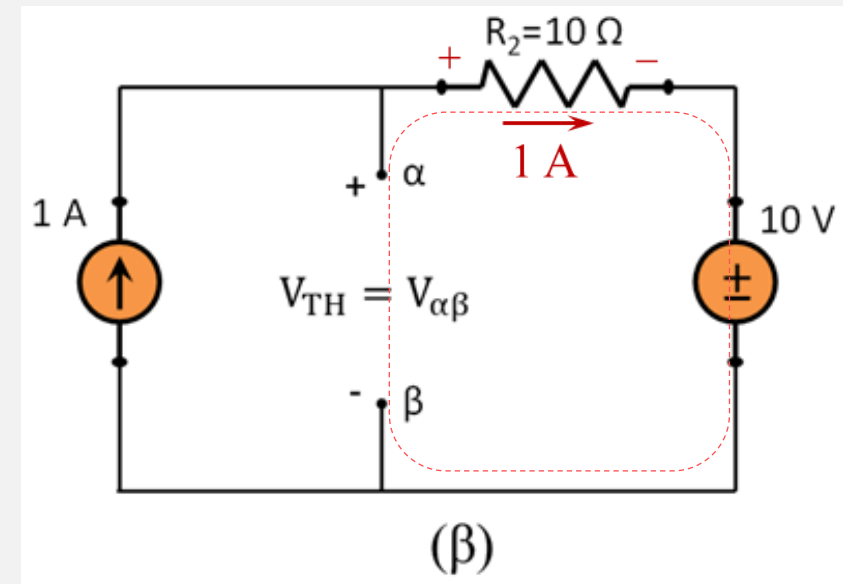 R₂=10 Ω
+ −
1 A
+ α
1 A
10 V
±
V_TH = V_αβ
- β
(β)